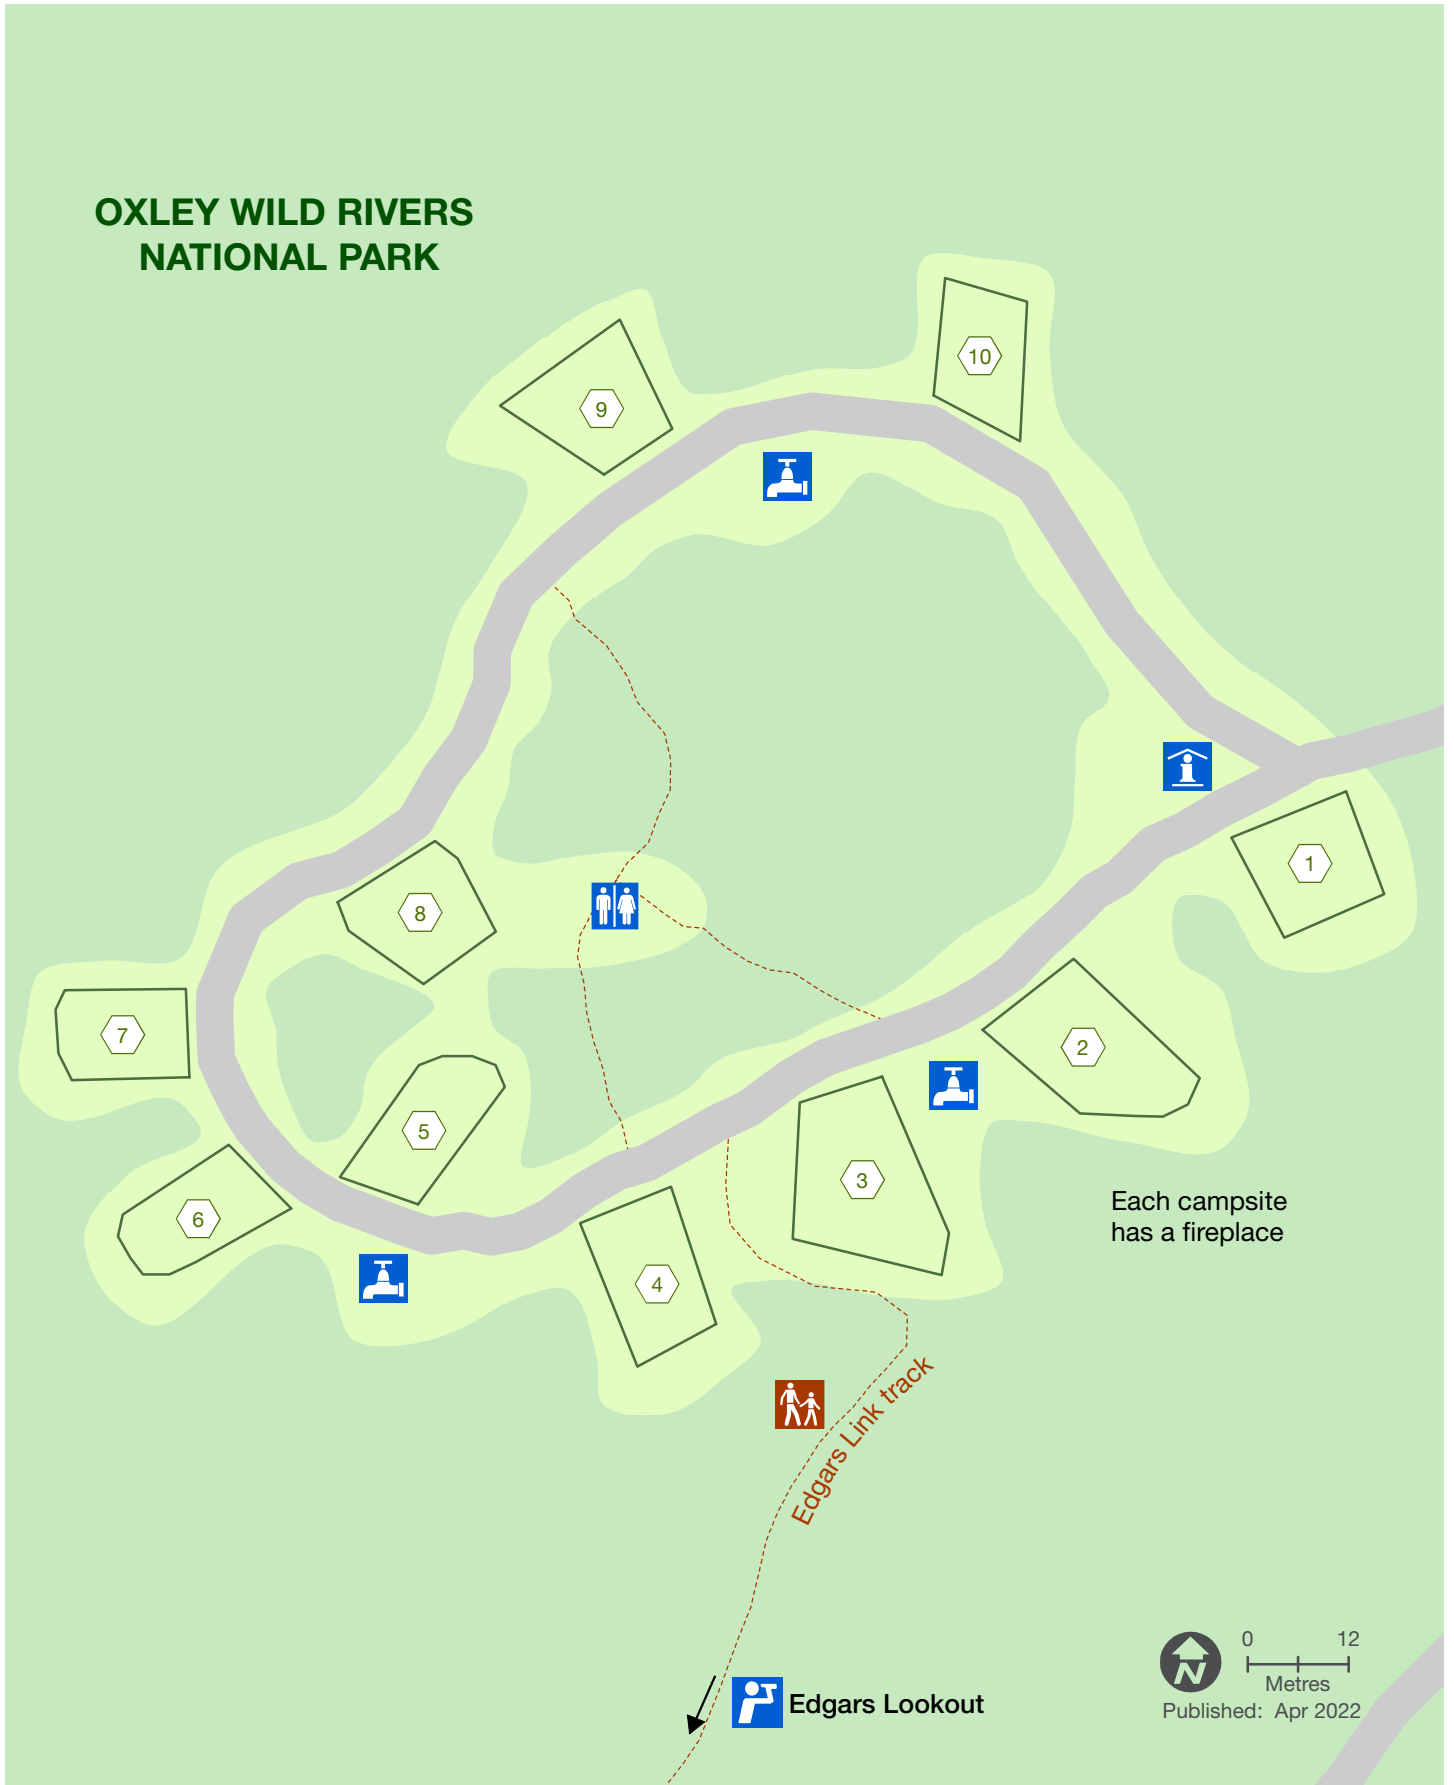 OXLEY WILD RIVERS
NATIONAL PARK
10
9
1
8
7
2
5
3
6
Each campsite
has a fireplace
4
Edgars Link track
0 12
N
Metres
Edgars Lookout
Published: Apr 2022